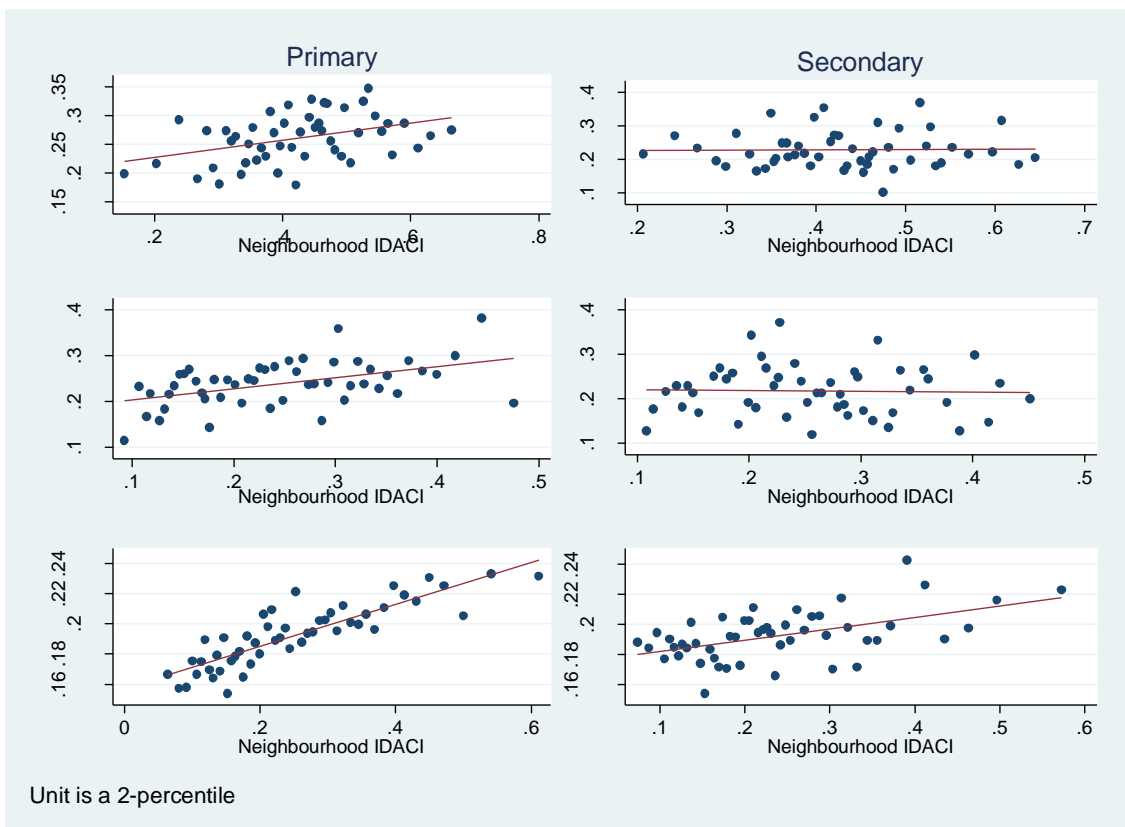 Primary
Secondary
.15 .2 .25 .3 .35
.2 .4 .6 .8
Neighbourhood IDACI
.1 .2 .3 .4
.2 .3 .4 .5 .6 .7
Neighbourhood IDACI
.1 .2 .3 .4
.1 .2 .3 .4 .5
Neighbourhood IDACI
.1 .2 .3 .4
.1 .2 .3 .4 .5
Neighbourhood IDACI
.16 .18 .2 .22 .24
0 .2 .4 .6
Neighbourhood IDACI
.16 .18 .2 .22 .24
.1 .2 .3 .4 .5 .6
Neighbourhood IDACI
Unit is a 2-percentile